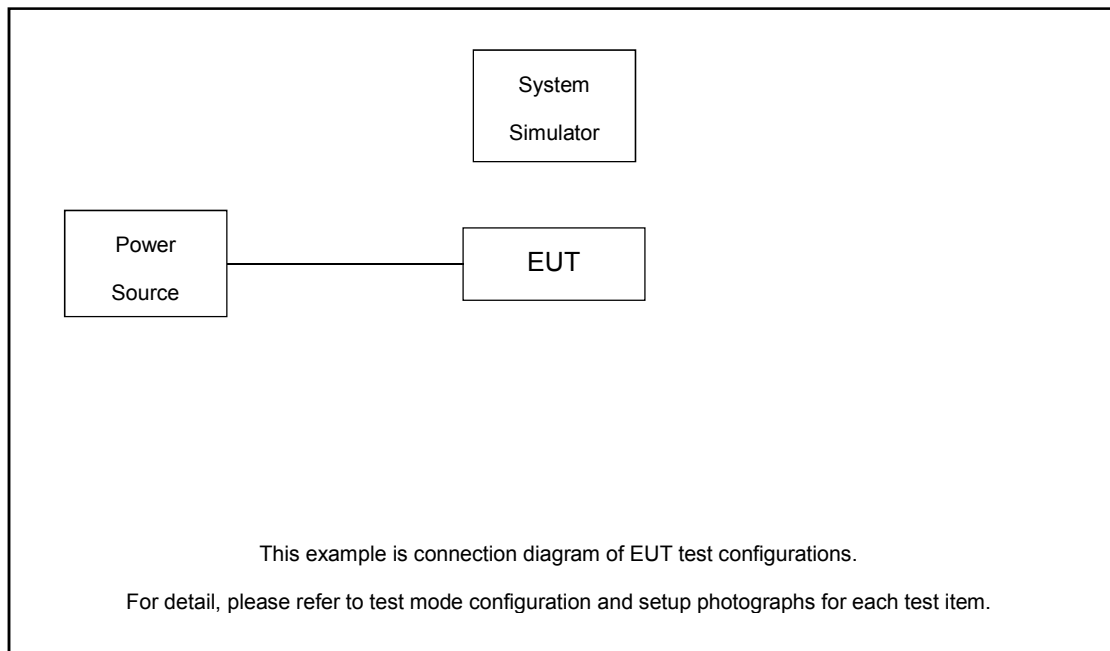 System
Simulator
Power
Source
EUT
This example is connection diagram of EUT test configurations.
For detail, please refer to test mode configuration and setup photographs for each test item.